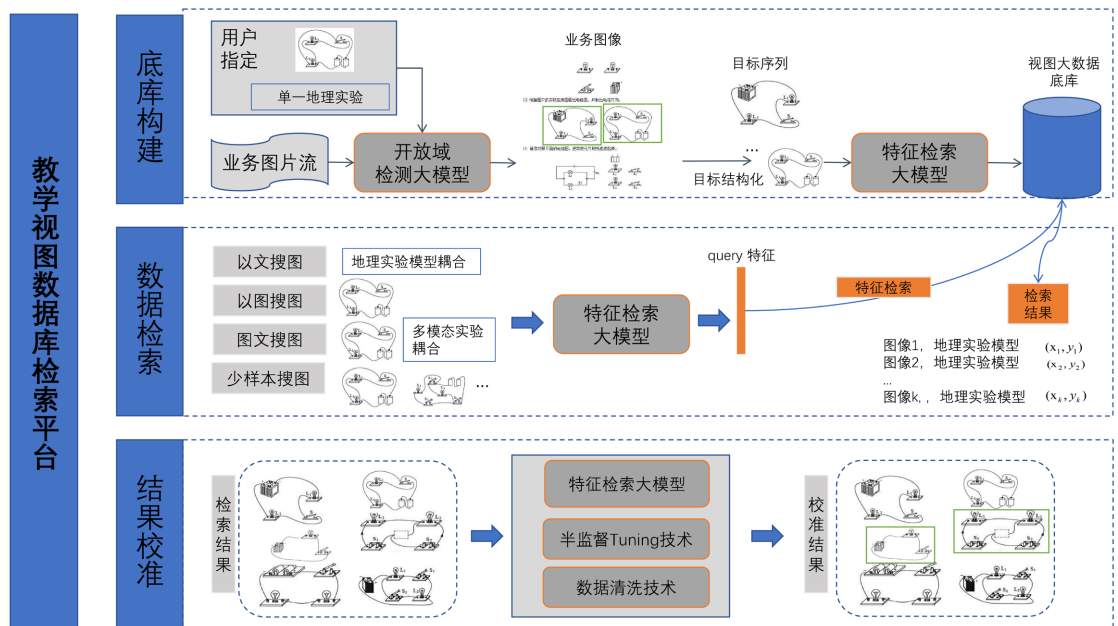 教学视图数据库检索平台
底库构建
用户
指定
单一地理实验
业务图片流
开放域
检测大模型
业务图像
目标序列
...
目标结构化
特征检索
大模型
视图大数据
底库
数据检索
以文搜图
地理实验模型耦合
以图搜图
图文搜图
多模态实验
耦合
少样本搜图
...
特征检索
大模型
query 特征
特征检索
检索
结果
图像1，地理实验模型 (x₁, y₁)
图像2，地理实验模型 (x₂, y₂)
...
图像k,，地理实验模型 (xₖ, yₖ)
结果校准
检索结果
特征检索大模型
半监督Tuning技术
数据清洗技术
校准结果